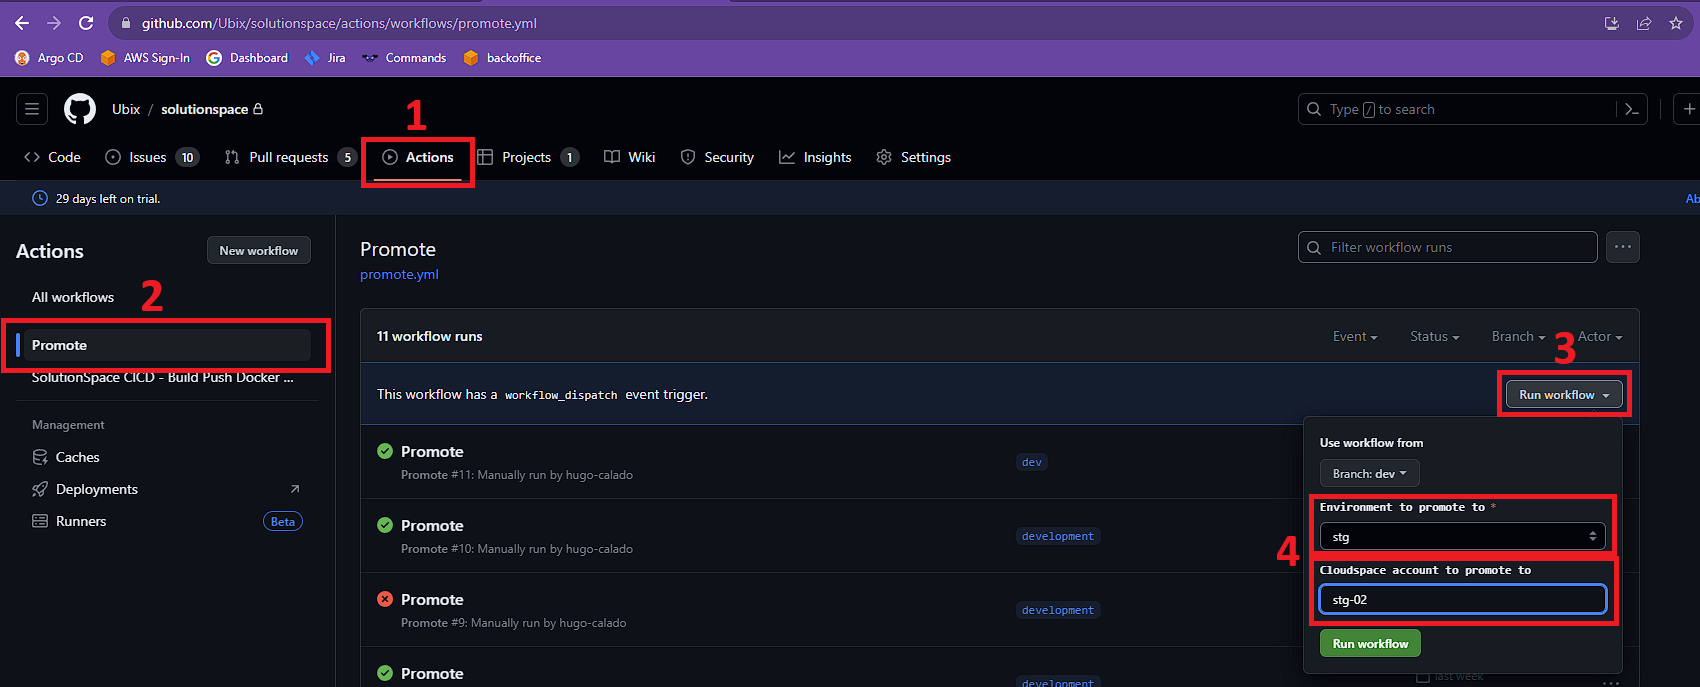 github.com/Ubix/solutionspace/actions/workflows/promote.yml
Argo CD AWS Sign-In Dashboard Jira Commands backoffice
Ubix / solutionspace
Type / to search
1
Code Issues 10 Pull requests 5 Actions Projects 1 Wiki Security Insights Settings
29 days left on trial.
Ab
Actions
New workflow
All workflows
2
Promote
SolutionSpace CICD - Build Push Docker ...
Management
Caches
Deployments
Runners Beta
Promote
promote.yml
Filter workflow runs
11 workflow runs
Event Status Branch Actor
3
This workflow has a workflow_dispatch event trigger.
Run workflow
Promote
Promote #11: Manually run by hugo-calado
dev
Promote
Promote #10: Manually run by hugo-calado
development
Promote
Promote #9: Manually run by hugo-calado
development
Promote
development
last week
Use workflow from
Branch: dev
4
Environment to promote to *
stg
Cloudspace account to promote to
stg-02
Run workflow